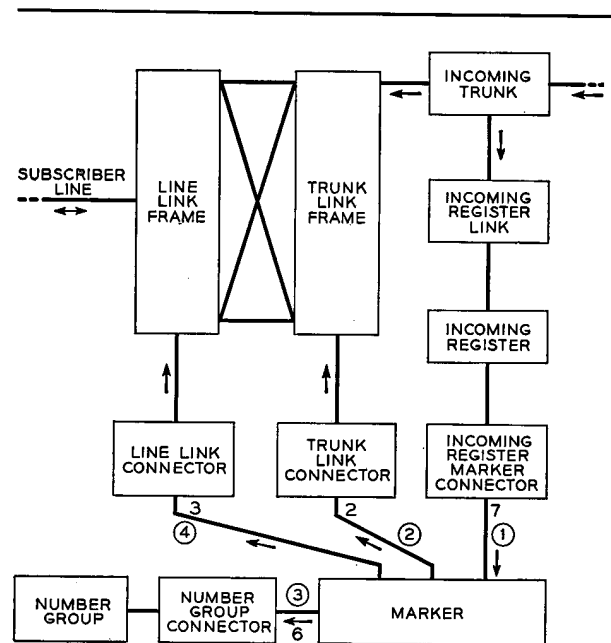 INCOMING
TRUNK
SUBSCRIBER
LINE
LINE
LINK
FRAME
TRUNK
LINK
FRAME
INCOMING
REGISTER
LINK
INCOMING
REGISTER
LINE LINK
CONNECTOR
TRUNK
LINK
CONNECTOR
INCOMING
REGISTER
MARKER
CONNECTOR
3
4
2
2
7
1
NUMBER
GROUP
NUMBER
GROUP
CONNECTOR
3
6
MARKER